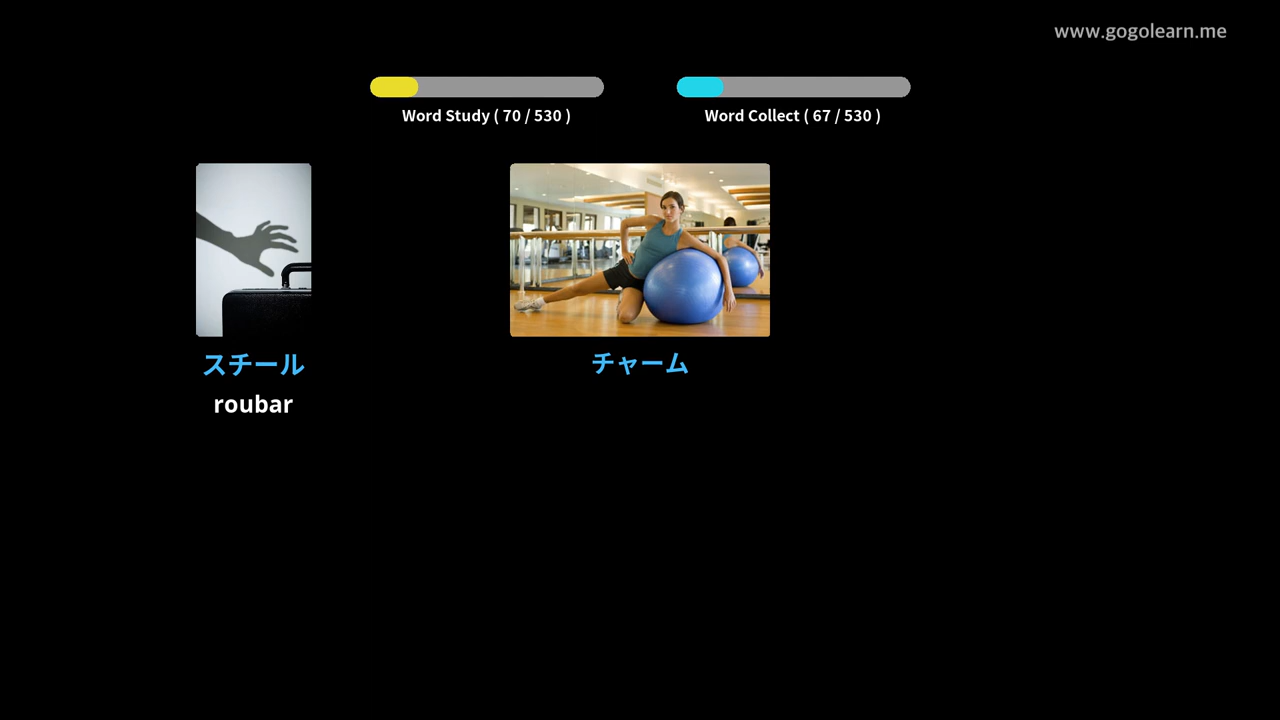 www.gogolearn.me
Word Study ( 70 / 530 )
Word Collect ( 67 / 530 )
スチール
チャーム
roubar